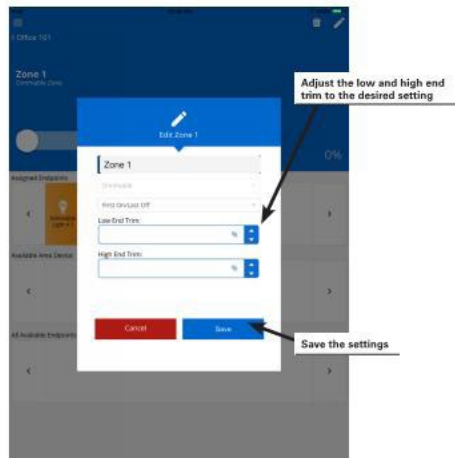 < Office 101
Zone 1
Dimmable Zone
Adjust the low and high end
trim to the desired setting
Edit Zone 1
0%
Zone 1
Assigned Endpoints
Dimmable
First On/Last Off
Low-End Trim:
%
High End Trim:
%
Available Area Device
Cancel
Save
All Available Endpoints
Save the settings